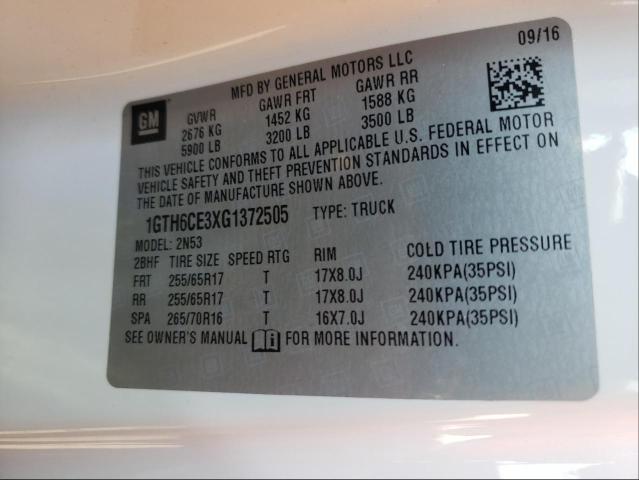 09/16
MFD BY GENERAL MOTORS LLC
GM
GVWR GAWR FRT GAWR RR
2676 KG 1452 KG 1588 KG
5900 LB 3200 LB 3500 LB
THIS VEHICLE CONFORMS TO ALL APPLICABLE U.S. FEDERAL MOTOR
VEHICLE SAFETY AND THEFT PREVENTION STANDARDS IN EFFECT ON
THE DATE OF MANUFACTURE SHOWN ABOVE.
1GTH6CE3XG1372505 TYPE: TRUCK
MODEL: 2N53
2BHF TIRE SIZE SPEED RTG RIM COLD TIRE PRESSURE
FRT 255/65R17 T 17X8.0J 240KPA(35PSI)
RR 255/65R17 T 17X8.0J 240KPA(35PSI)
SPA 265/70R16 T 16X7.0J 240KPA(35PSI)
SEE OWNER'S MANUAL FOR MORE INFORMATION.